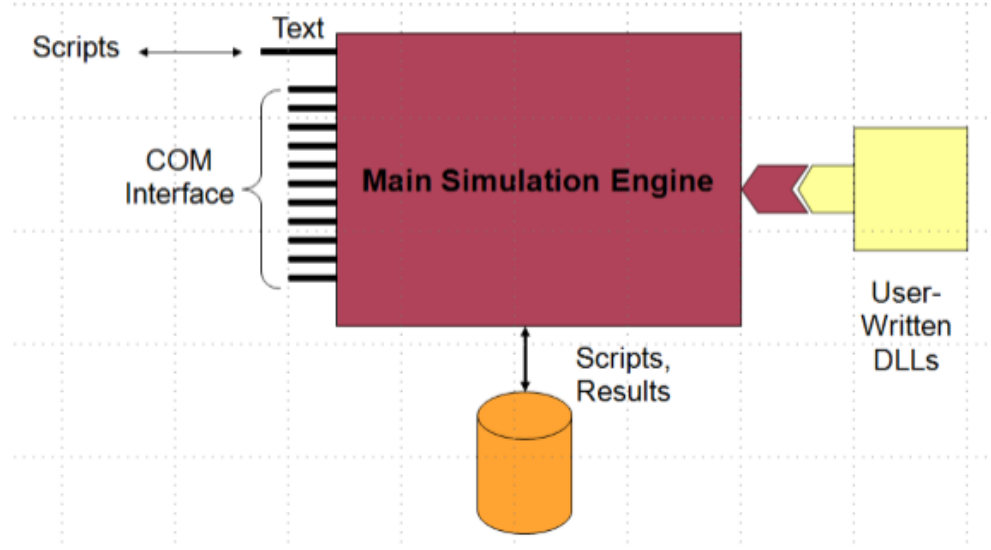 Text
Scripts
COM
Interface
Main Simulation Engine
User-
Written
DLLs
Scripts,
Results